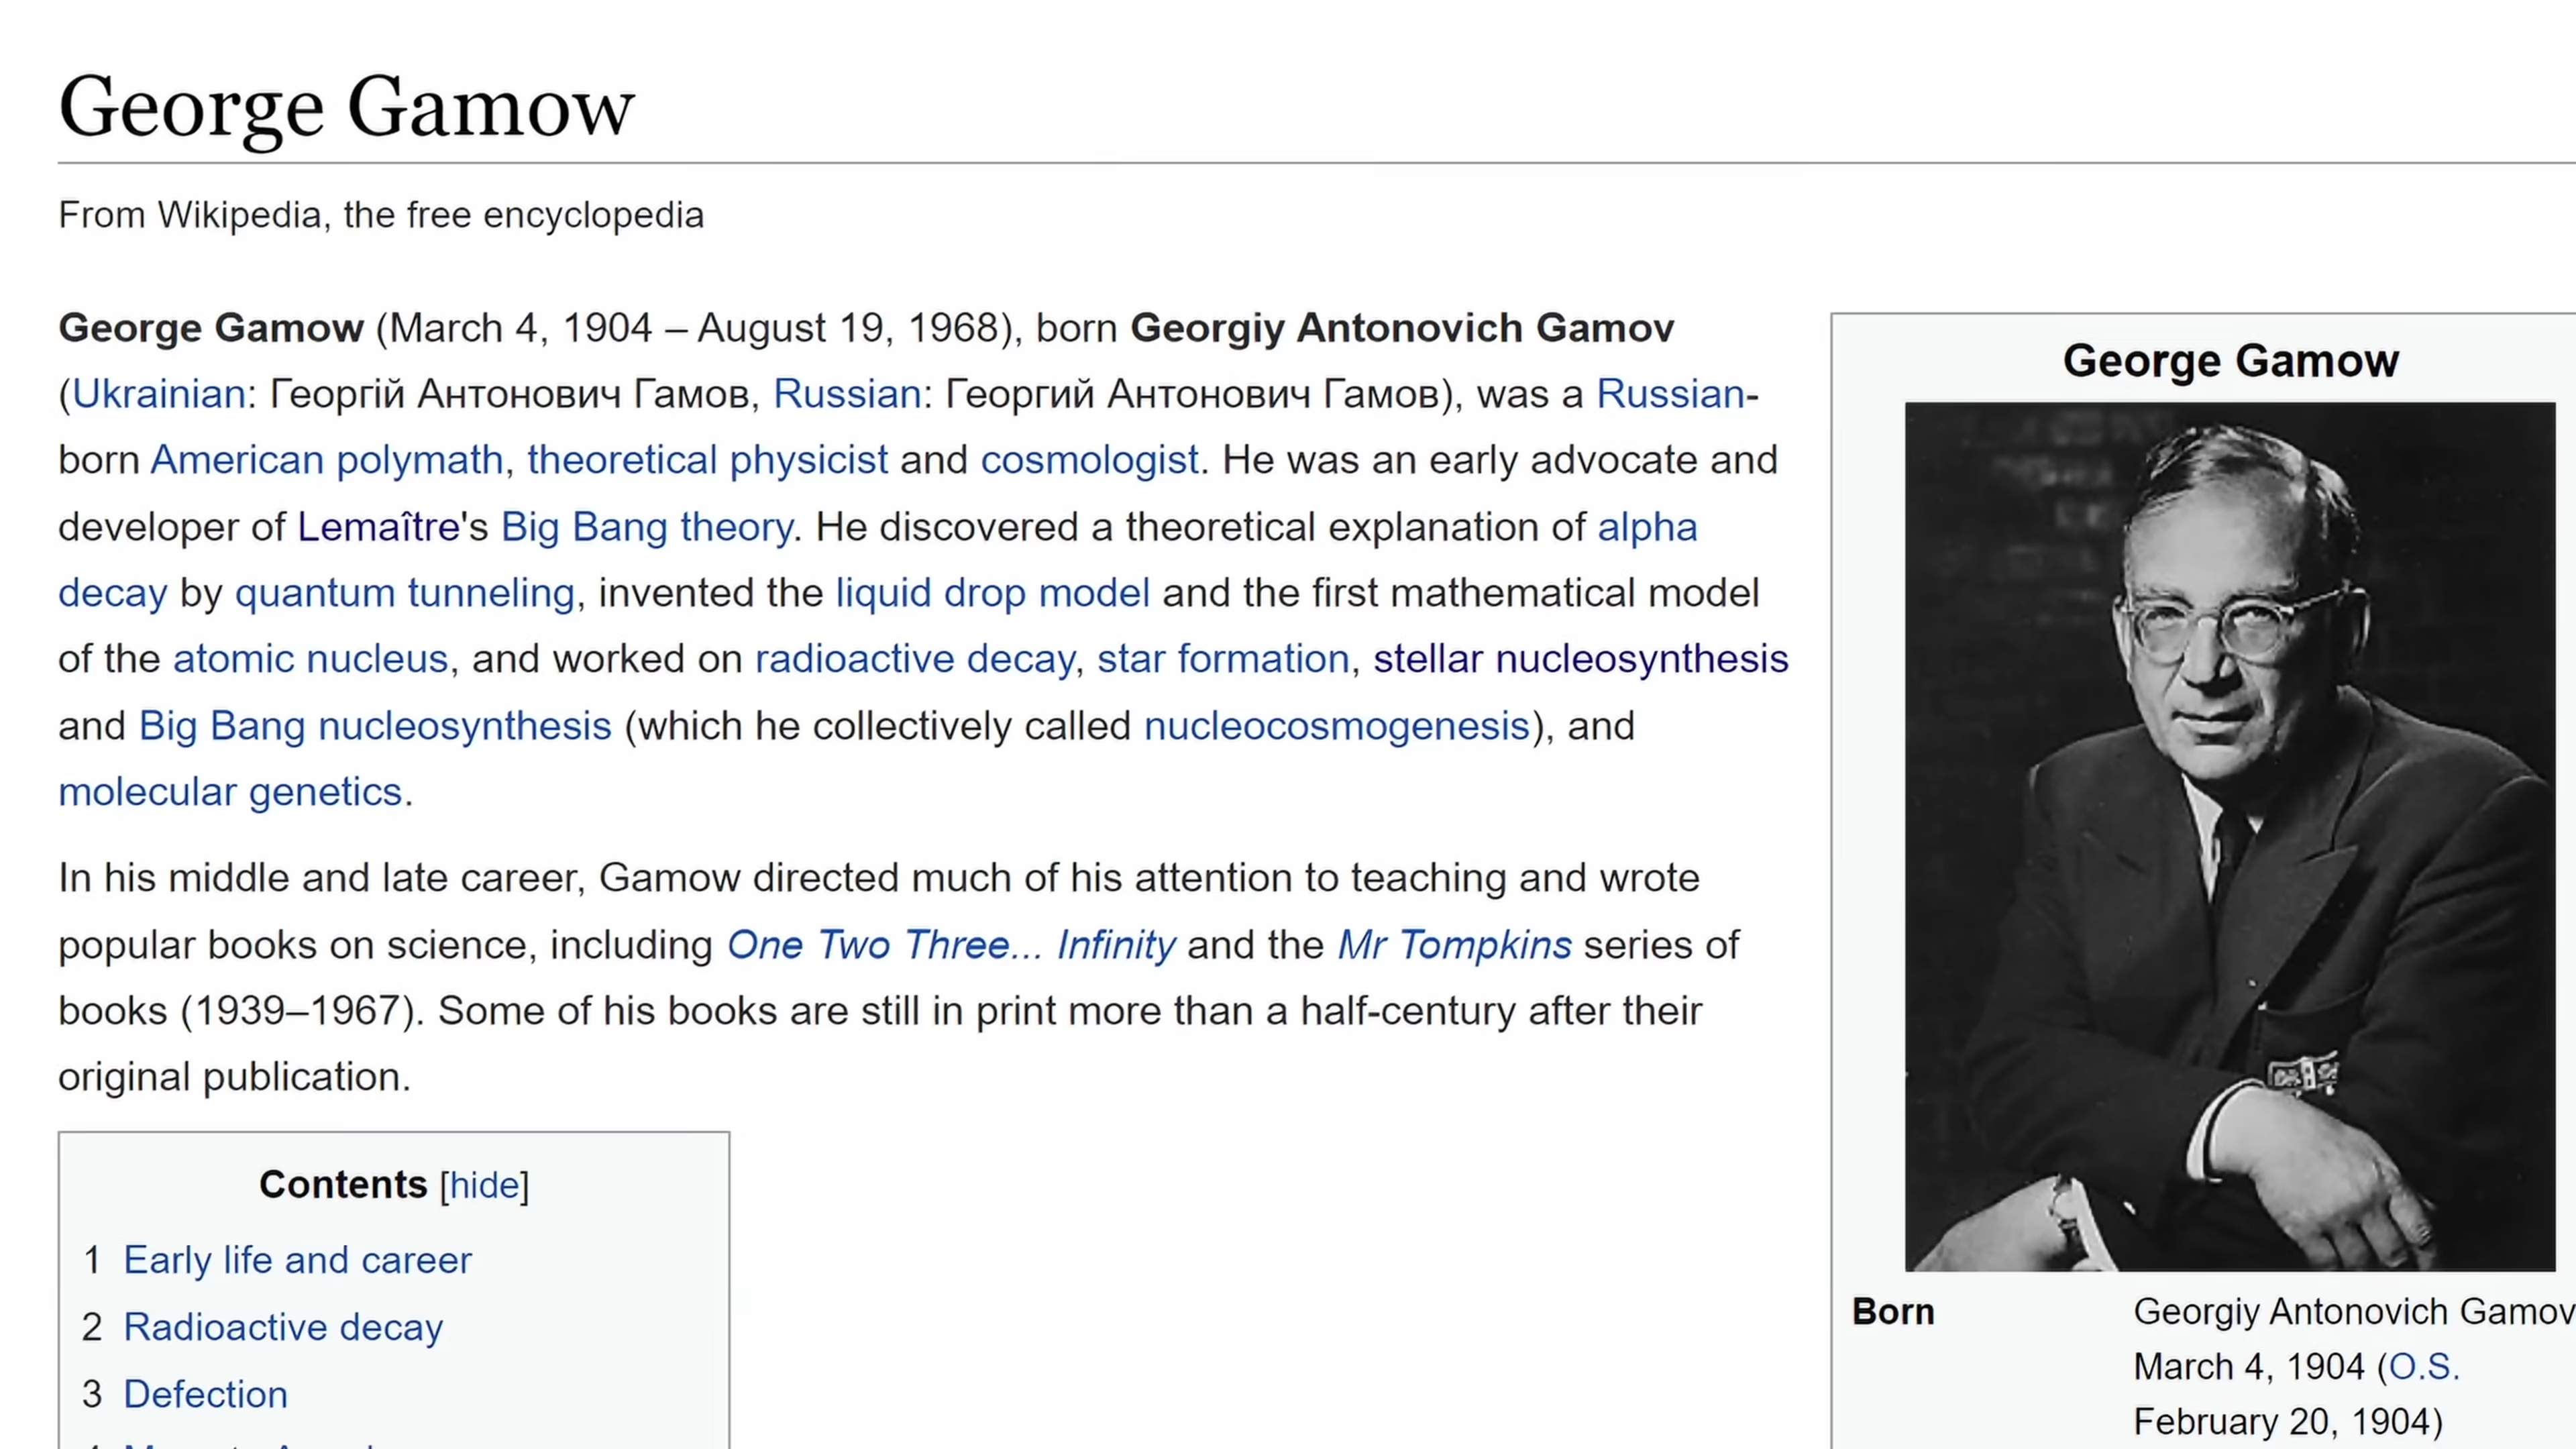 George Gamow
From Wikipedia, the free encyclopedia
George Gamow (March 4, 1904 – August 19, 1968), born Georgiy Antonovich Gamov
(Ukrainian: Георгій Антонович Гамов, Russian: Георгий Антонович Гамов), was a Russian-
born American polymath, theoretical physicist and cosmologist. He was an early advocate and
developer of Lemaître's Big Bang theory. He discovered a theoretical explanation of alpha
decay by quantum tunneling, invented the liquid drop model and the first mathematical model
of the atomic nucleus, and worked on radioactive decay, star formation, stellar nucleosynthesis
and Big Bang nucleosynthesis (which he collectively called nucleocosmogenesis), and
molecular genetics.
In his middle and late career, Gamow directed much of his attention to teaching and wrote
popular books on science, including One Two Three... Infinity and the Mr Tompkins series of
books (1939–1967). Some of his books are still in print more than a half-century after their
original publication.
Contents [hide]
1 Early life and career
2 Radioactive decay
3 Defection
George Gamow
Born
Georgiy Antonovich Gamov
March 4, 1904 (O.S.
February 20, 1904)